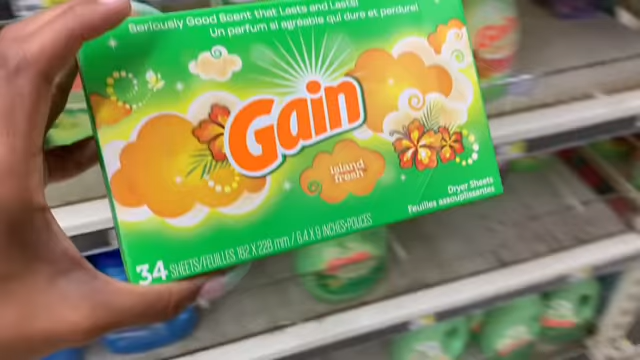 Seriously Good Scent that Lasts and Lasts!
Un parfum si agréable qui dure et perdure!
Gain
island
fresh
Dryer Sheets
Feuilles assouplissantes
34 SHEETS/FEUILLES 162 X 228 mm / 6.4 X 9 INCHES-POUCES